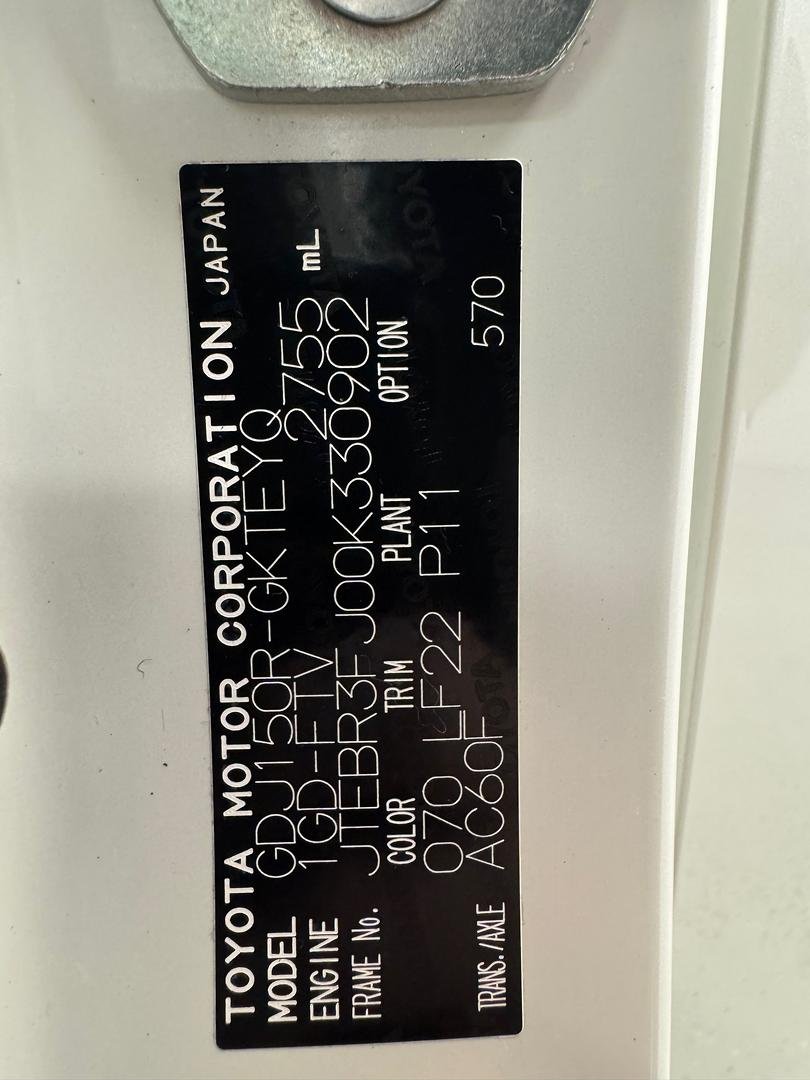 TOYOTA MOTOR CORPORATION JAPAN
MODEL GDJ150R-GKTEYQ
ENGINE 1GD-FTV 2755 mL
FRAME No. JTEBR3FJ00K330902
COLOR TRIM PLANT OPTION
070 LF22 P11
TRANS./AXLE AC60F 570